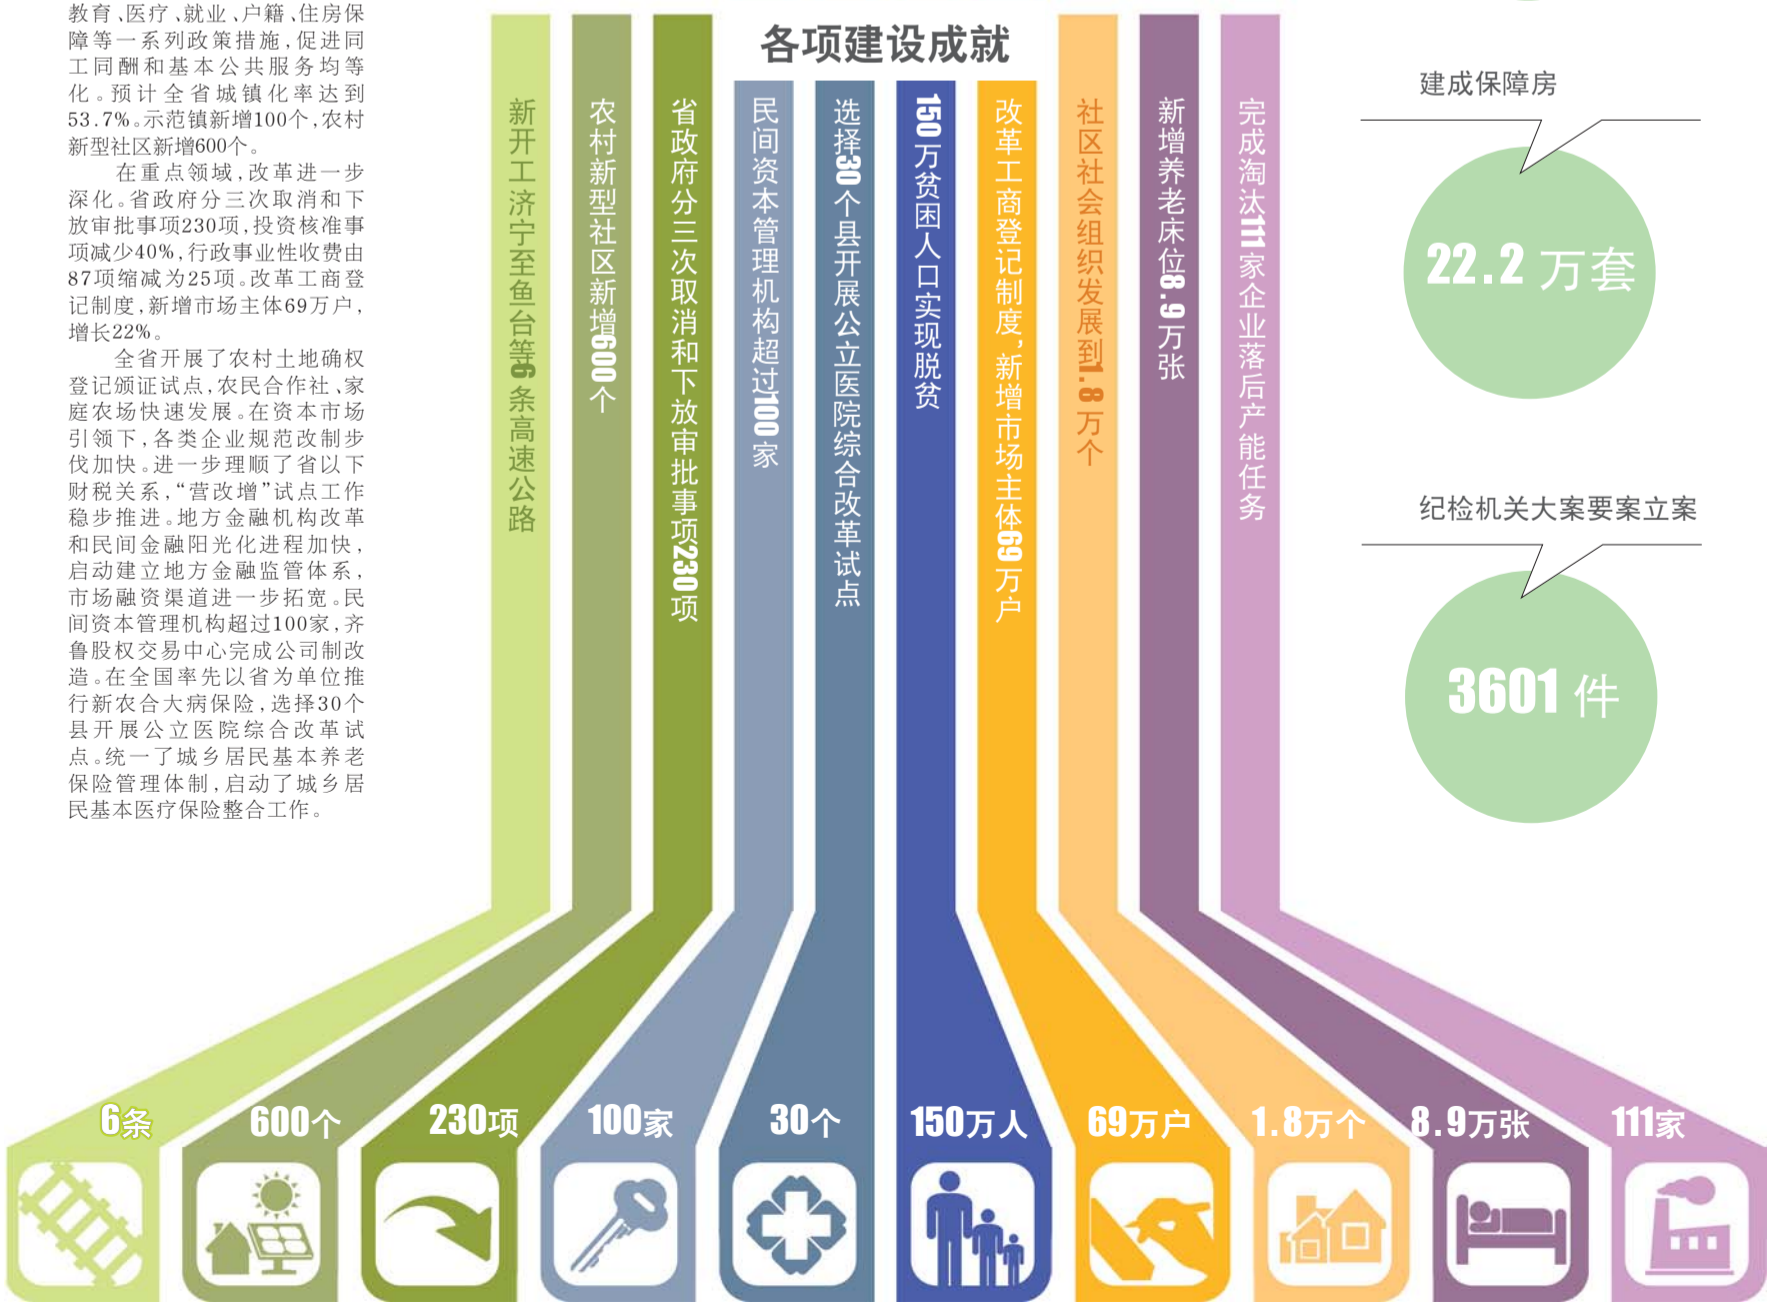 教育、医疗、就业、户籍、住房保
障等一系列政策措施,促进同
工同酬和基本公共服务均等
化。预计全省城镇化率达到
53.7%。示范镇新增100个,农村
新型社区新增600个。
在重点领域,改革进一步
深化。省政府分三次取消和下
放审批事项230项,投资核准事
项减少40%,行政事业性收费由
87项缩减为25项。改革工商登
记制度,新增市场主体69万户,
增长22%。
全省开展了农村土地确权
登记颁证试点,农民合作社、家
庭农场快速发展。在资本市场
引领下,各类企业规范改制步
伐加快。进一步理顺了省以下
财税关系,“营改增”试点工作
稳步推进。地方金融机构改革
和民间金融阳光化进程加快,
启动建立地方金融监管体系,
市场融资渠道进一步拓宽。民
间资本管理机构超过100家,齐
鲁股权交易中心完成公司制改
造。在全国率先以省为单位推
行新农合大病保险,选择30个
县开展公立医院综合改革试
点。统一了城乡居民基本养老
保险管理体制,启动了城乡居
民基本医疗保险整合工作。
各项建设成就
新开工济宁至鱼台等6条高速公路
农村新型社区新增600个
省政府分三次取消和下放审批事项230项
民间资本管理机构超过100家
选择30个县开展公立医院综合改革试点
150万贫困人口实现脱贫
改革工商登记制度,新增市场主体69万户
社区社会组织发展到1.8万个
新增养老床位8.9万张
完成淘汰111家企业落后产能任务
6条
600个
230项
100家
30个
150万人
69万户
1.8万个
8.9万张
111家
建成保障房
22.2万套
纪检机关大案要案立案
3601件